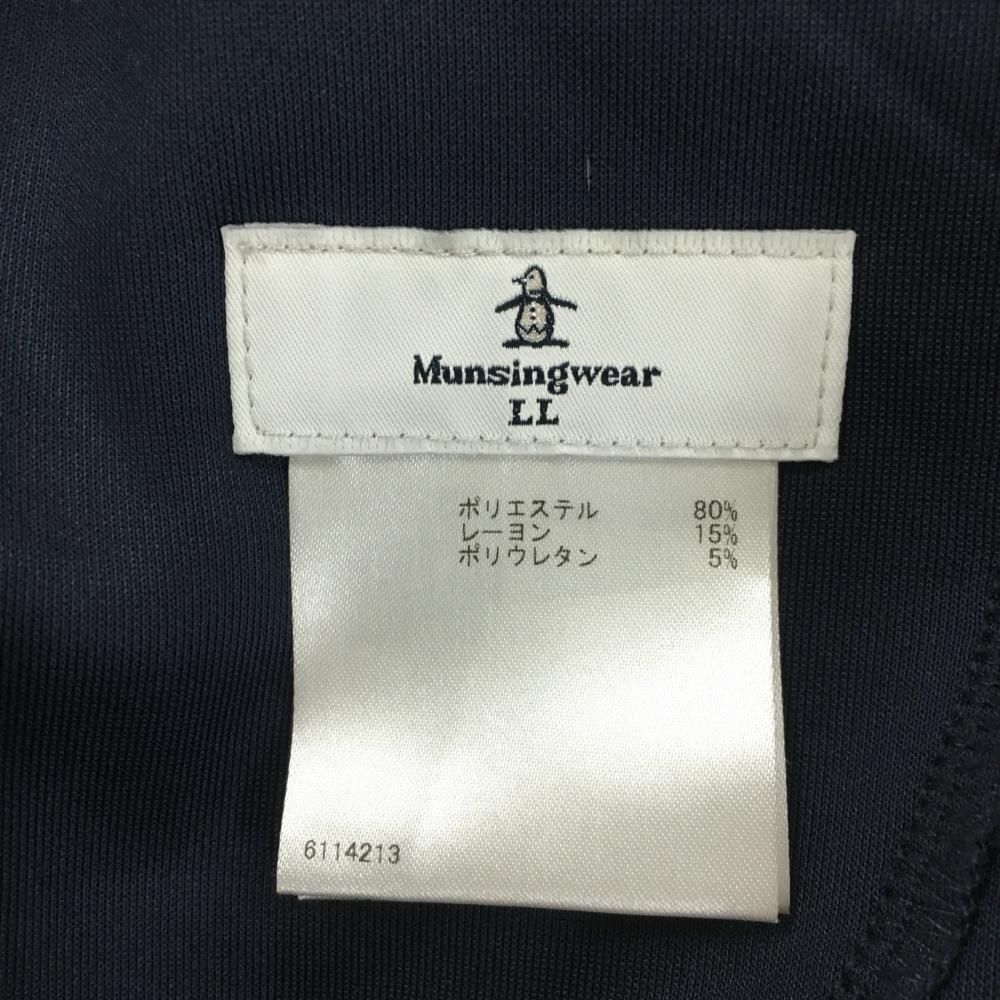 Munsingwear
LL
ポリエステル 80%
レーヨン 15%
ポリウレタン 5%
6114213